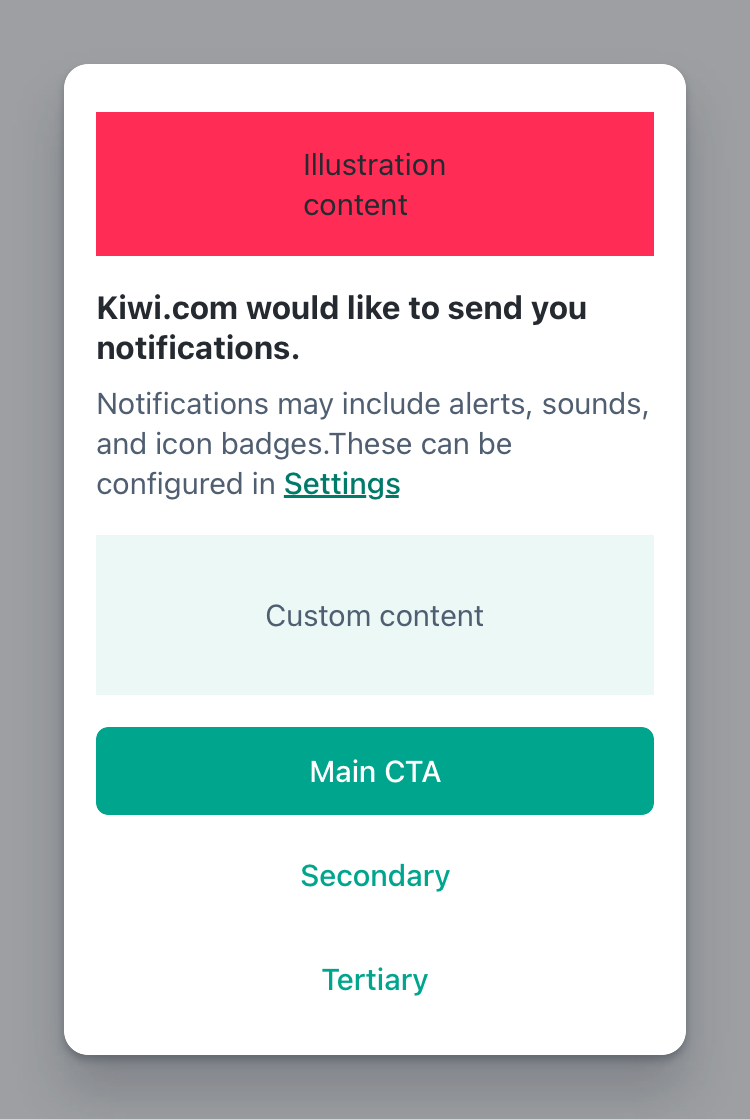 Illustration
content
Kiwi.com would like to send you
notifications.
Notifications may include alerts, sounds,
and icon badges.These can be
configured in Settings
Custom content
Main CTA
Secondary
Tertiary